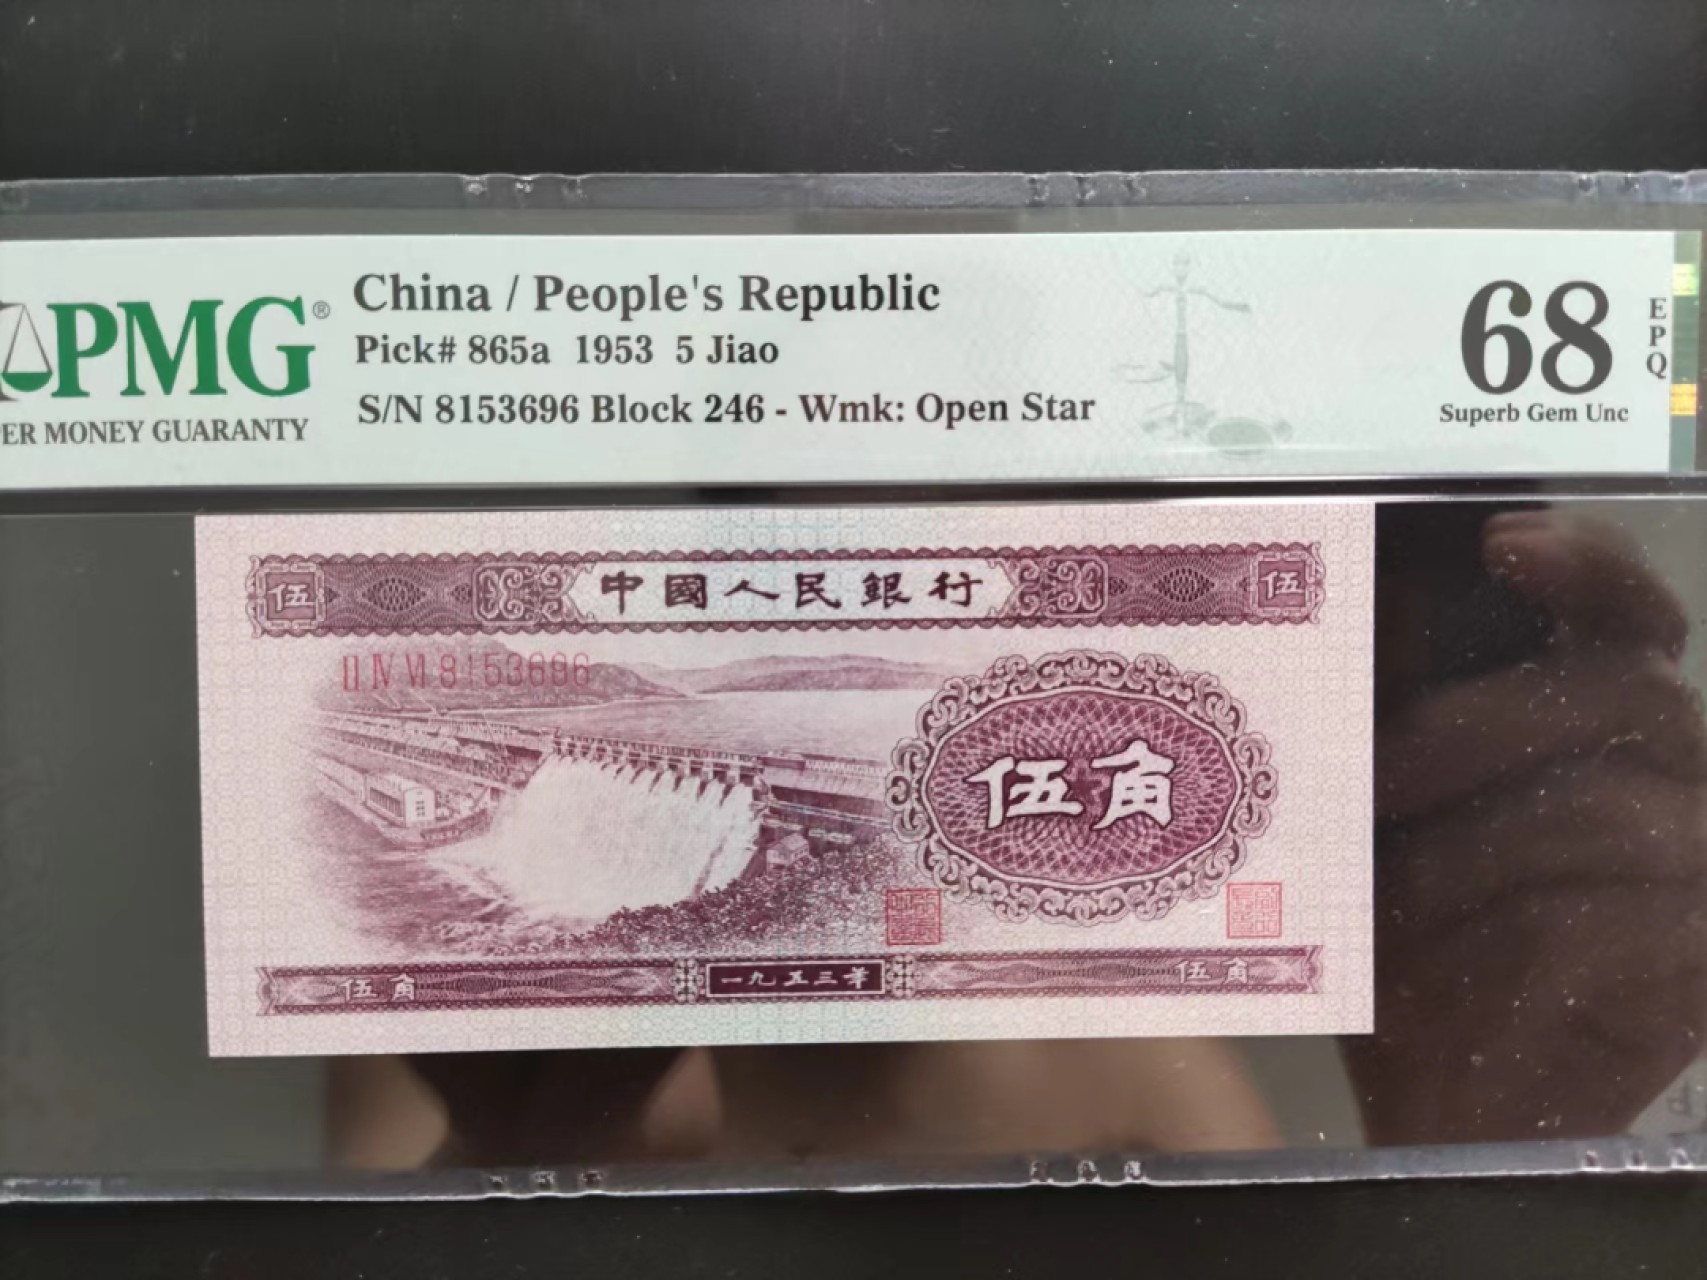 PMG®
ER MONEY GUARANTY
China / People's Republic
Pick# 865a 1953 5 Jiao
S/N 8153696 Block 246 - Wmk: Open Star
68
EPQ
Superb Gem Unc
伍 中國人民銀行 伍
II IV VI 8153696
伍角
伍角 一九五三年 伍角